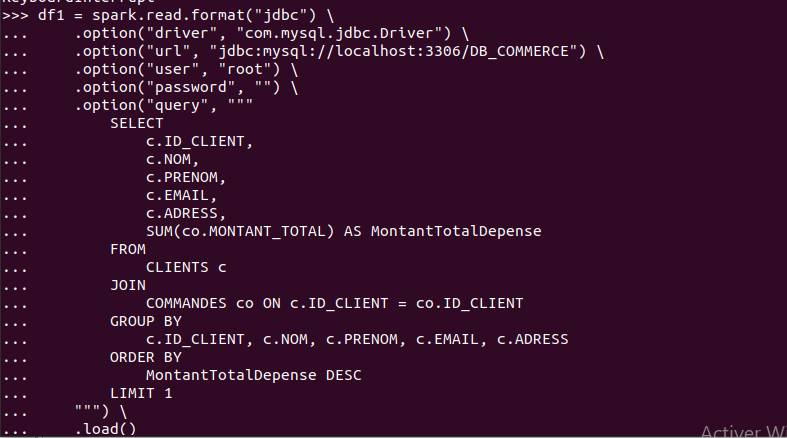 KeyboardInterrupt
>>> df1 = spark.read.format("jdbc") \
...     .option("driver", "com.mysql.jdbc.Driver") \
...     .option("url", "jdbc:mysql://localhost:3306/DB_COMMERCE") \
...     .option("user", "root") \
...     .option("password", "") \
...     .option("query", """
...         SELECT
...             c.ID_CLIENT,
...             c.NOM,
...             c.PRENOM,
...             c.EMAIL,
...             c.ADRESS,
...             SUM(co.MONTANT_TOTAL) AS MontantTotalDepense
...         FROM
...             CLIENTS c
...         JOIN
...             COMMANDES co ON c.ID_CLIENT = co.ID_CLIENT
...         GROUP BY
...             c.ID_CLIENT, c.NOM, c.PRENOM, c.EMAIL, c.ADRESS
...         ORDER BY
...             MontantTotalDepense DESC
...         LIMIT 1
...     """) \
...     .load()
Activer Wi